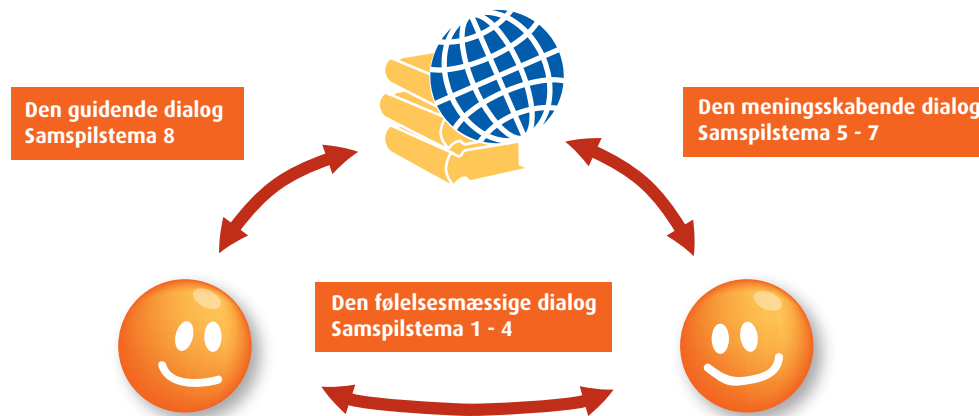 Den guidende dialog
Samspilstema 8
Den meningsskabende dialog
Samspilstema 5 - 7
Den følelsesmæssige dialog
Samspilstema 1 - 4